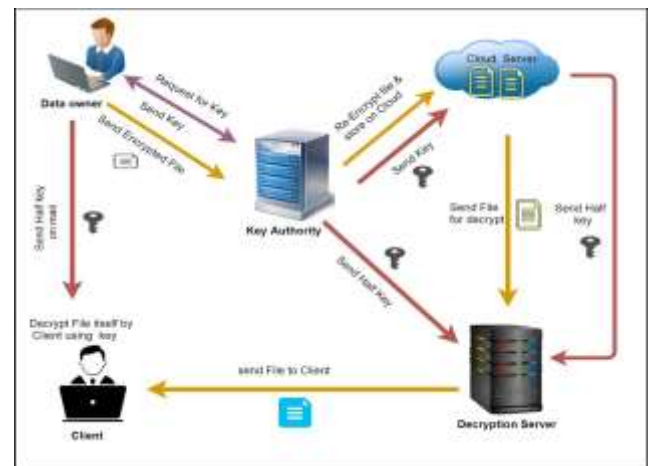 Cloud Server
Data owner
Request for Key
Send Key
Send Encrypted File
Re-Encrypt file &
store on Cloud
Send Key
Send Half key
on mail
Key Authority
Send File
for decrypt
Send Half
key
Send Half Key
Decrypt File itself by
Client using key
send File to Client
Client
Decryption Server